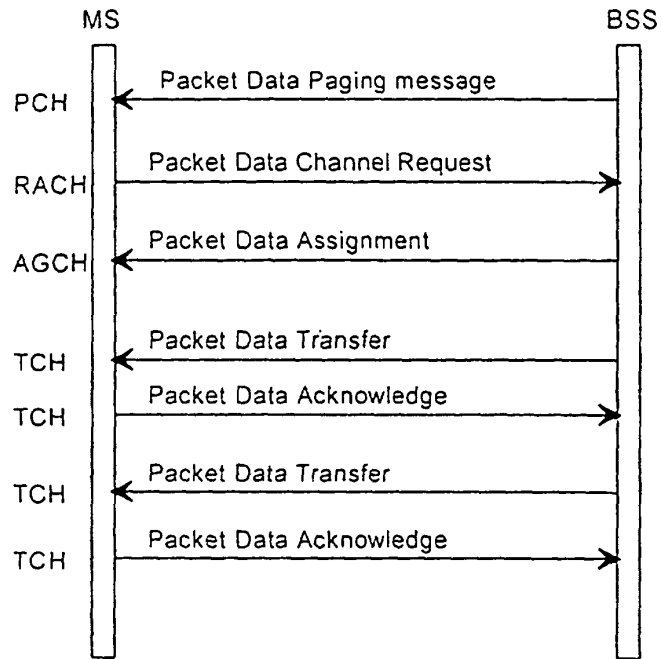 MS BSS
Packet Data Paging message
PCH
Packet Data Channel Request
RACH
Packet Data Assignment
AGCH
Packet Data Transfer
TCH
Packet Data Acknowledge
TCH
Packet Data Transfer
TCH
Packet Data Acknowledge
TCH